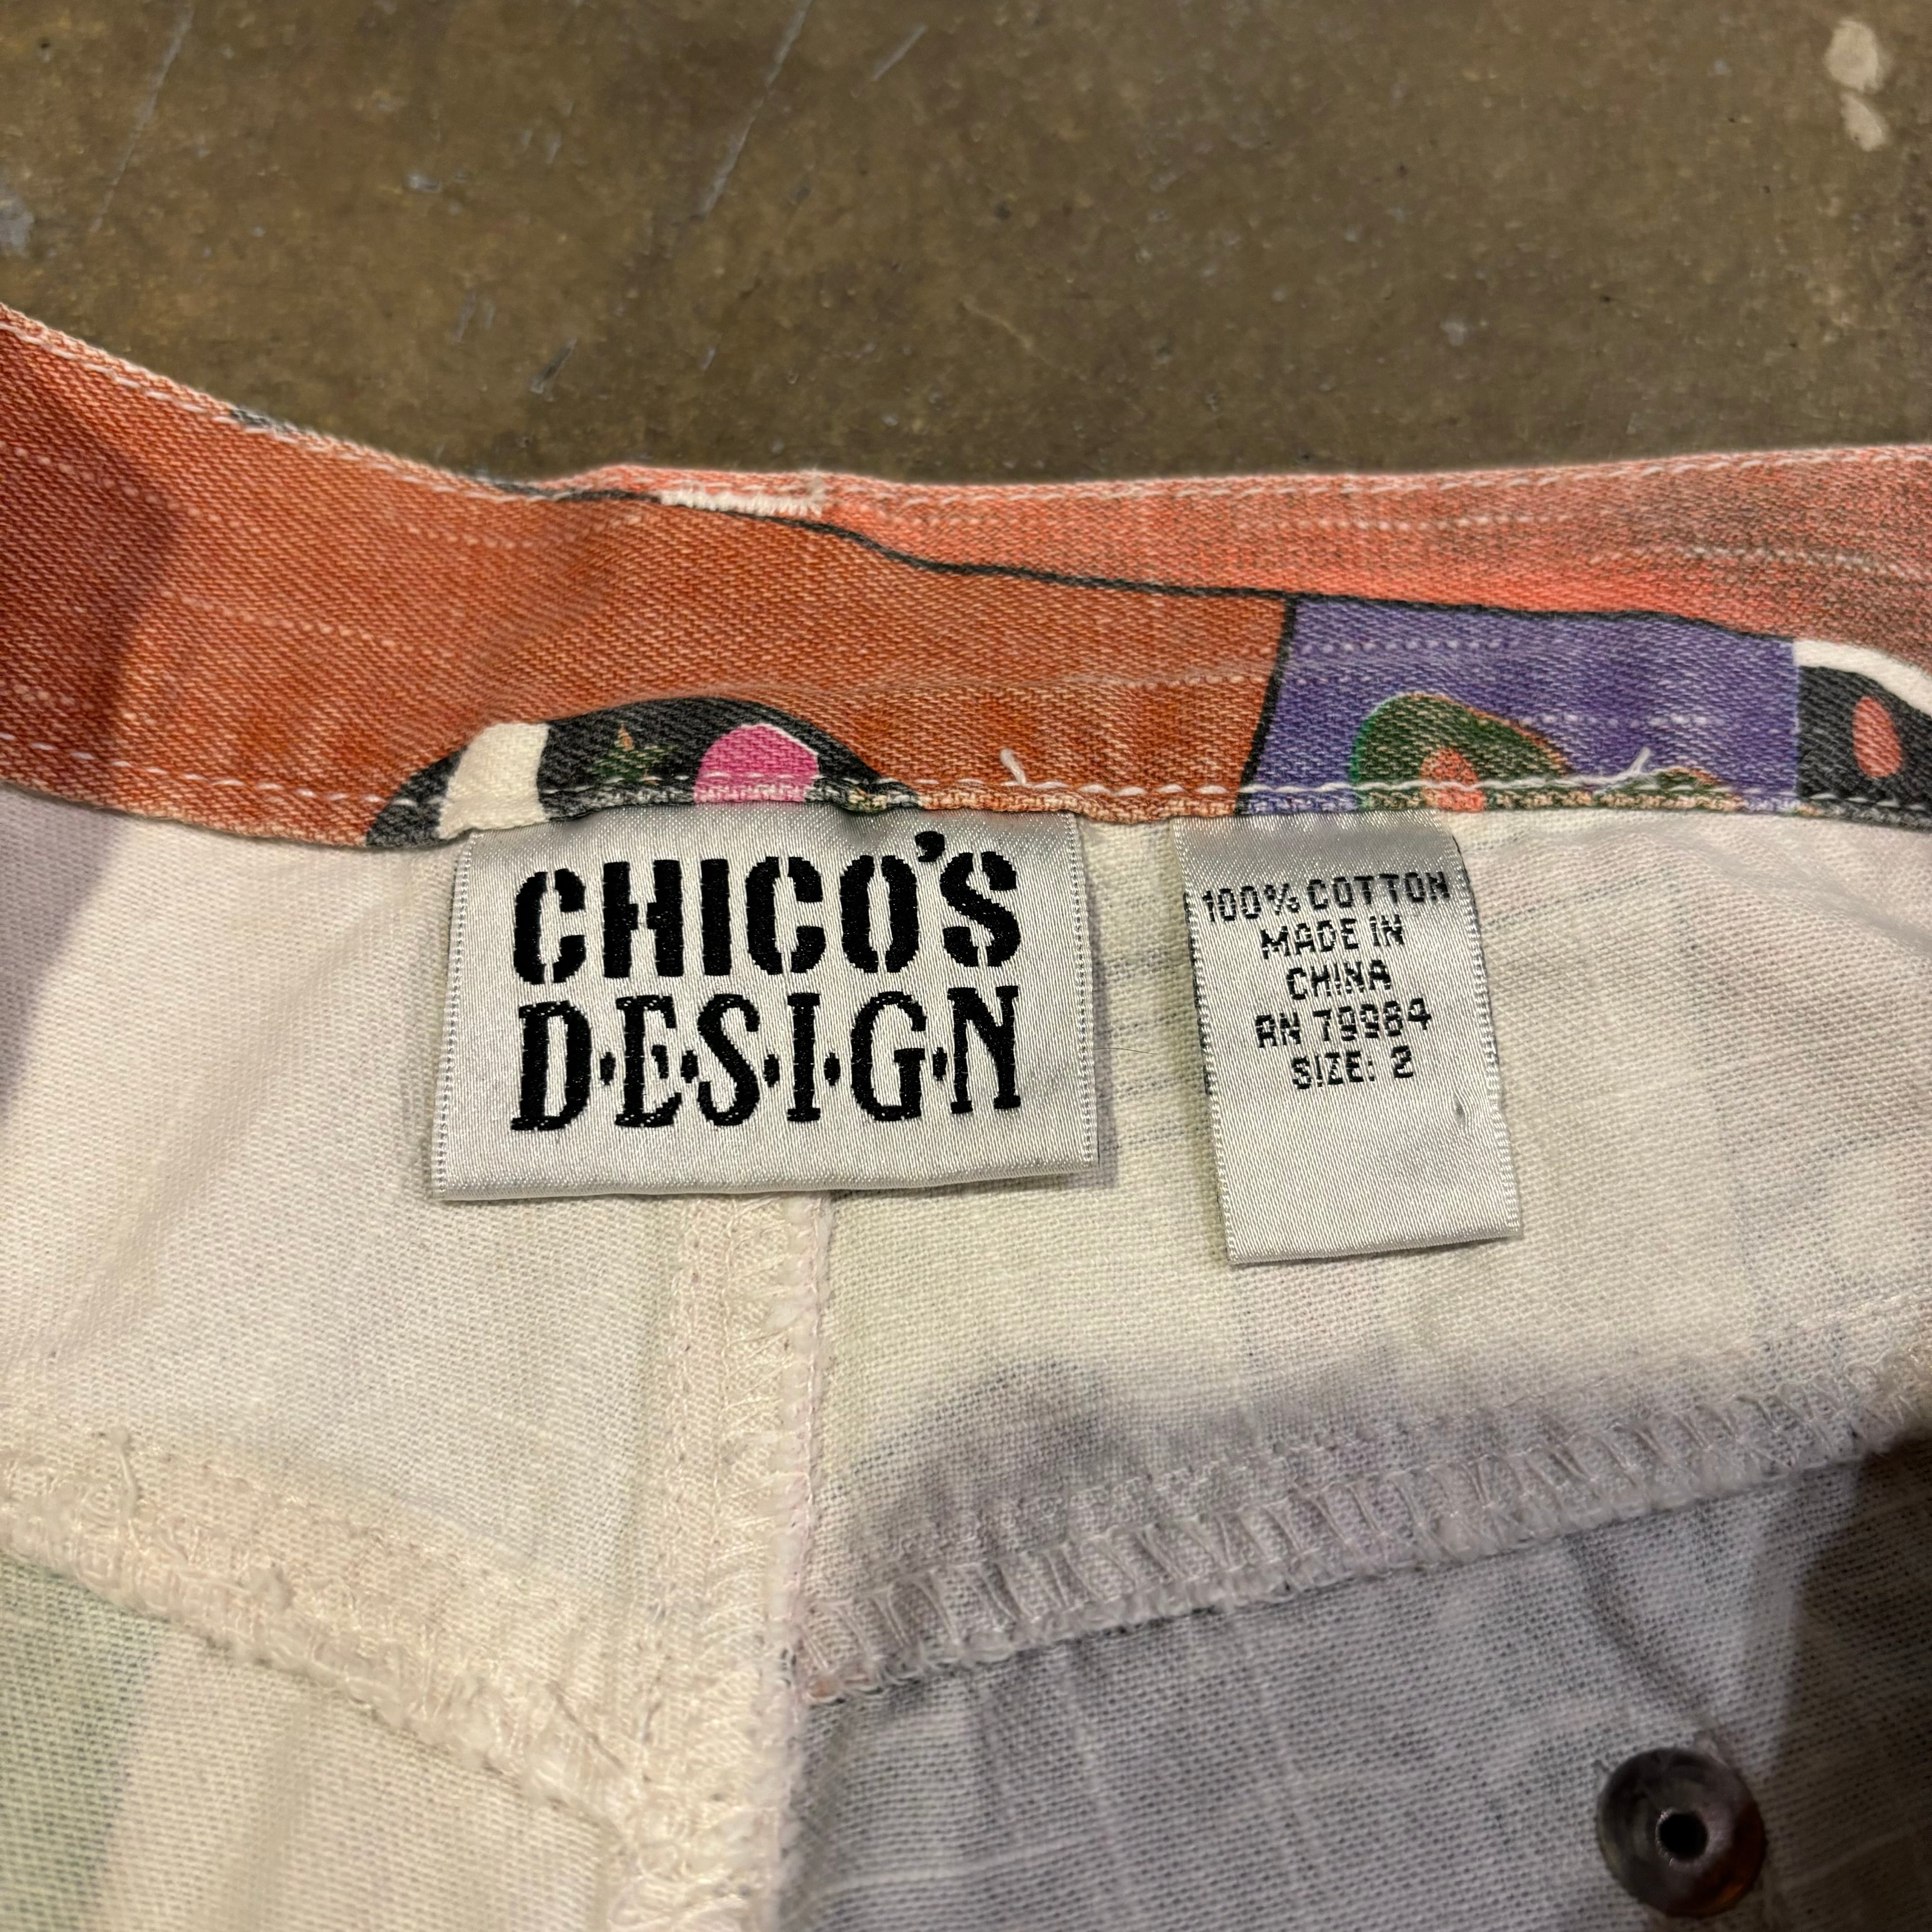 CHICO'S
D·E·S·I·G·N
100% COTTON
MADE IN
CHINA
RN 79984
SIZE: 2